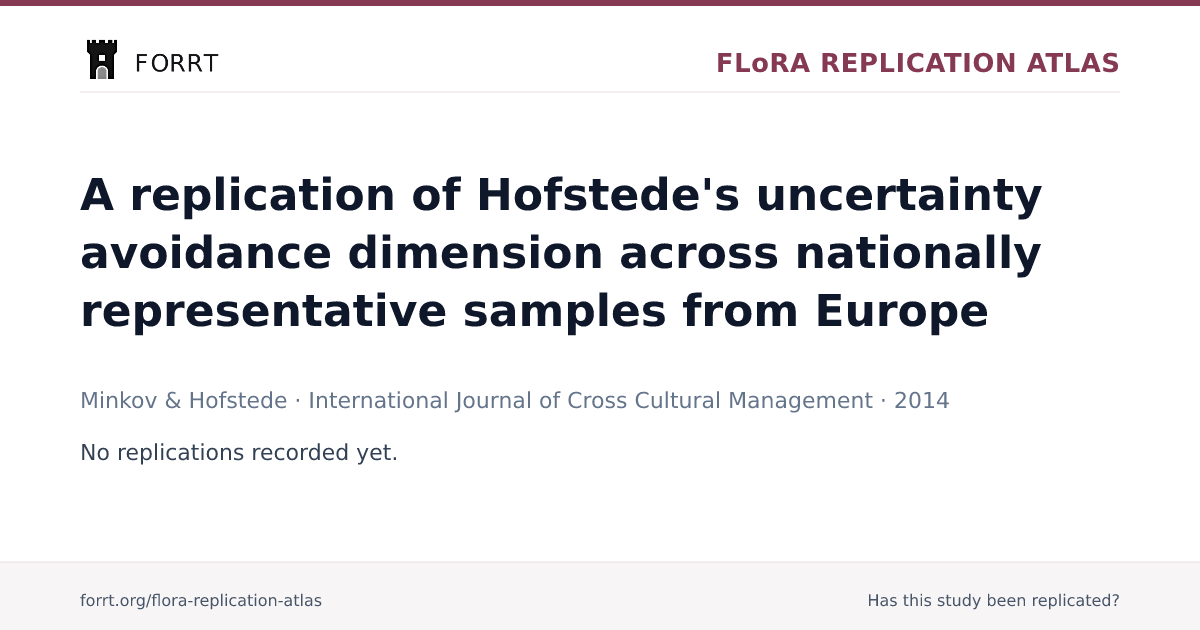 FORRT
FLoRA REPLICATION ATLAS
A replication of Hofstede's uncertainty
avoidance dimension across nationally
representative samples from Europe
Minkov & Hofstede · International Journal of Cross Cultural Management · 2014
No replications recorded yet.
forrt.org/flora-replication-atlas
Has this study been replicated?